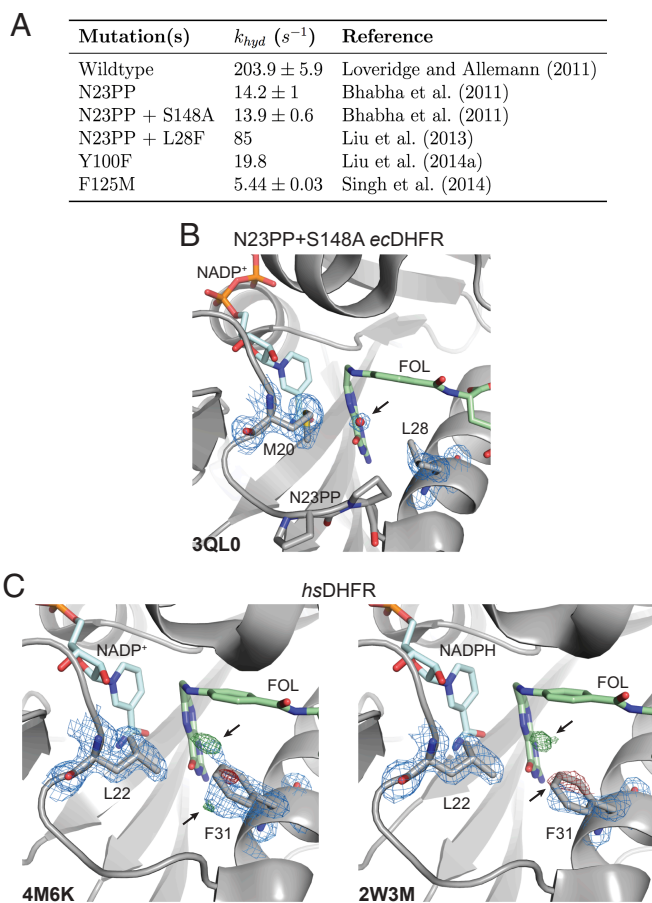 A
Mutation(s) k_hyd (s⁻¹) Reference
Wildtype 203.9 ± 5.9 Loveridge and Allemann (2011)
N23PP 14.2 ± 1 Bhabha et al. (2011)
N23PP + S148A 13.9 ± 0.6 Bhabha et al. (2011)
N23PP + L28F 85 Liu et al. (2013)
Y100F 19.8 Liu et al. (2014a)
F125M 5.44 ± 0.03 Singh et al. (2014)
B N23PP+S148A ecDHFR
NADP⁺
FOL
L28
M20
N23PP
3QL0
C hsDHFR
NADP⁺
FOL
L22
F31
4M6K
NADPH
FOL
L22
F31
2W3M